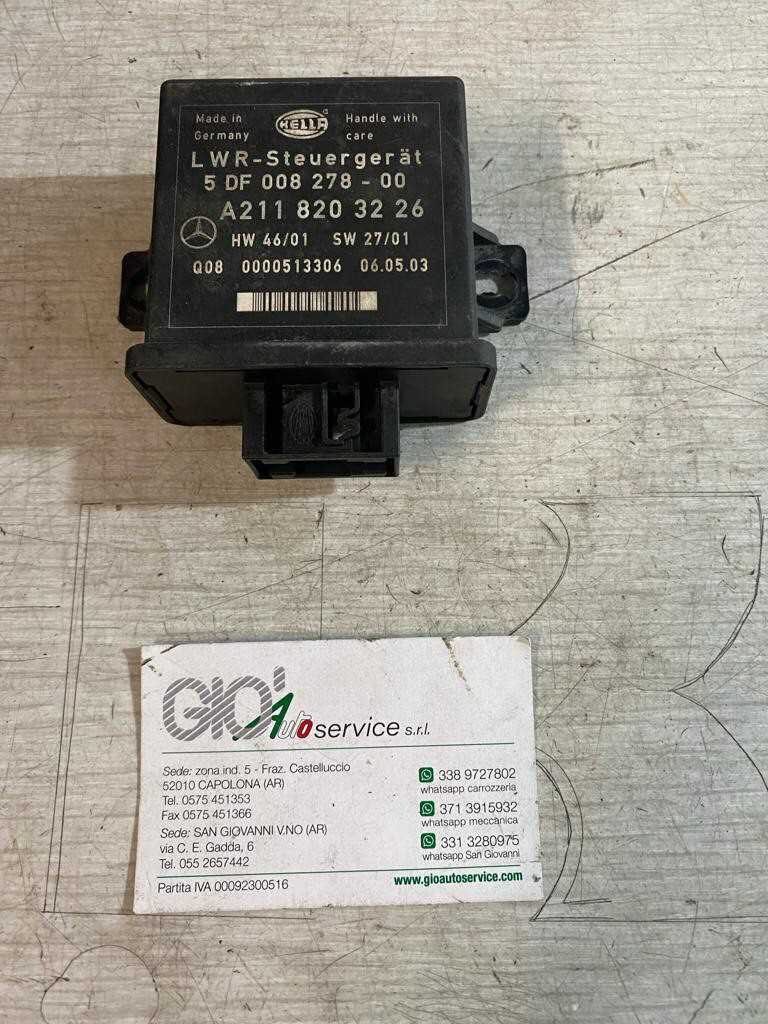 Made in
Germany
HELLA
Handle with
care
LWR-Steuergerät
5 DF 008 278 - 00
A211 820 32 26
HW 46/01 SW 27/01
Q08 0000513306 06.05.03
GIO' Auto service s.r.l.
Sede: zona ind. 5 - Fraz. Castelluccio
52010 CAPOLONA (AR)
Tel. 0575 451353
Fax 0575 451366
Sede: SAN GIOVANNI V.NO (AR)
via C. E. Gadda, 6
Tel. 055 2657442
Partita IVA 00092300516
338 9727802
whatsapp carrozzeria
371 3915932
whatsapp meccanica
331 3280975
whatsapp San Giovanni
www.gioautoservice.com